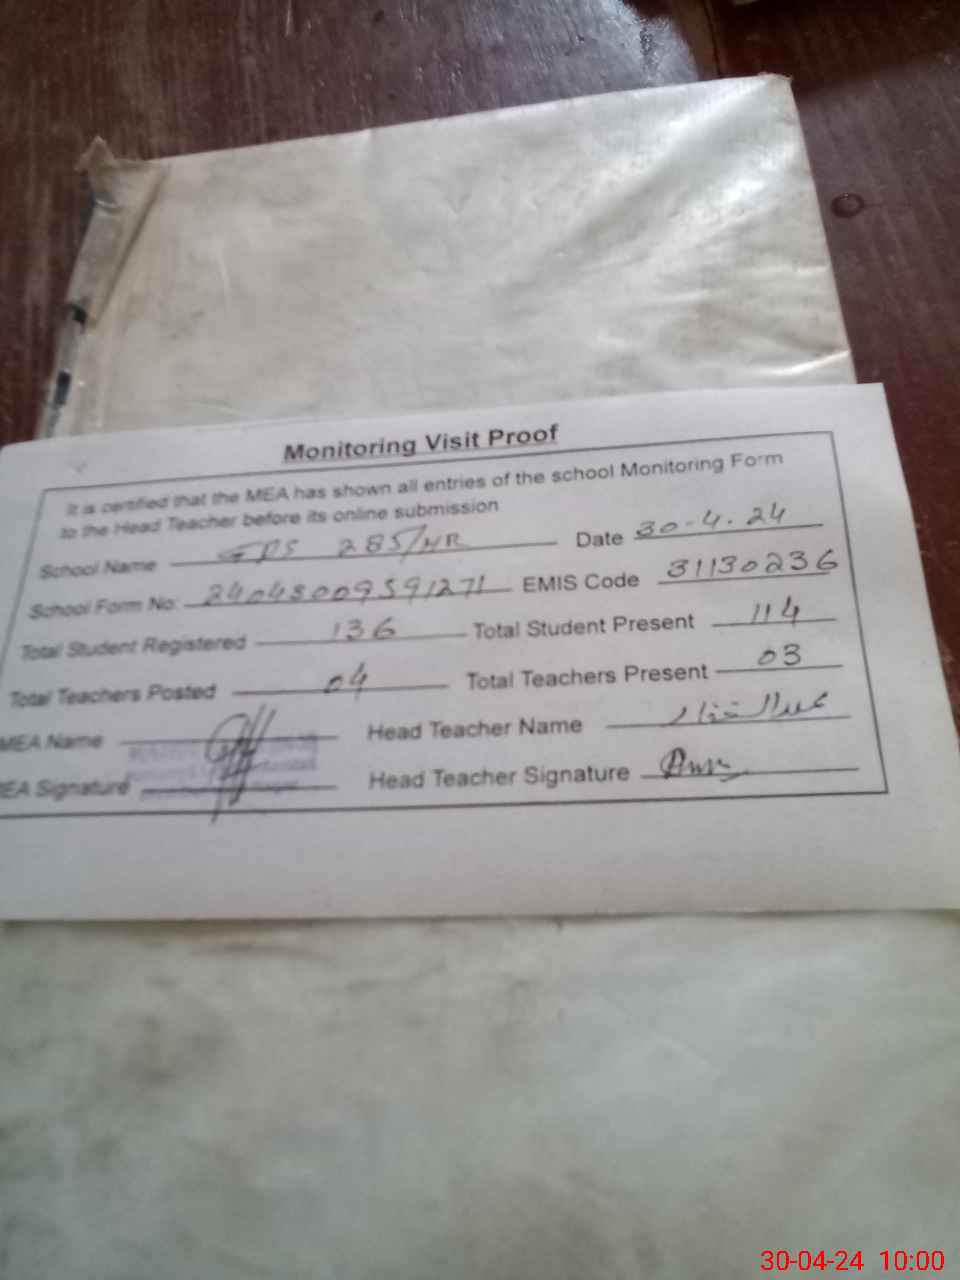 Monitoring Visit Proof
It is certified that the MEA has shown all entries of the school Monitoring Form
to the Head Teacher before its online submission
School Name GPS 285/HR Date 30-4.24
School Form No: 240430009591271 EMIS Code 31130236
Total Student Registered 136 Total Student Present 114
Total Teachers Posted 04 Total Teachers Present 03
MEA Name Head Teacher Name عبدالغفار
MEA Signature Head Teacher Signature
30-04-24 10:00